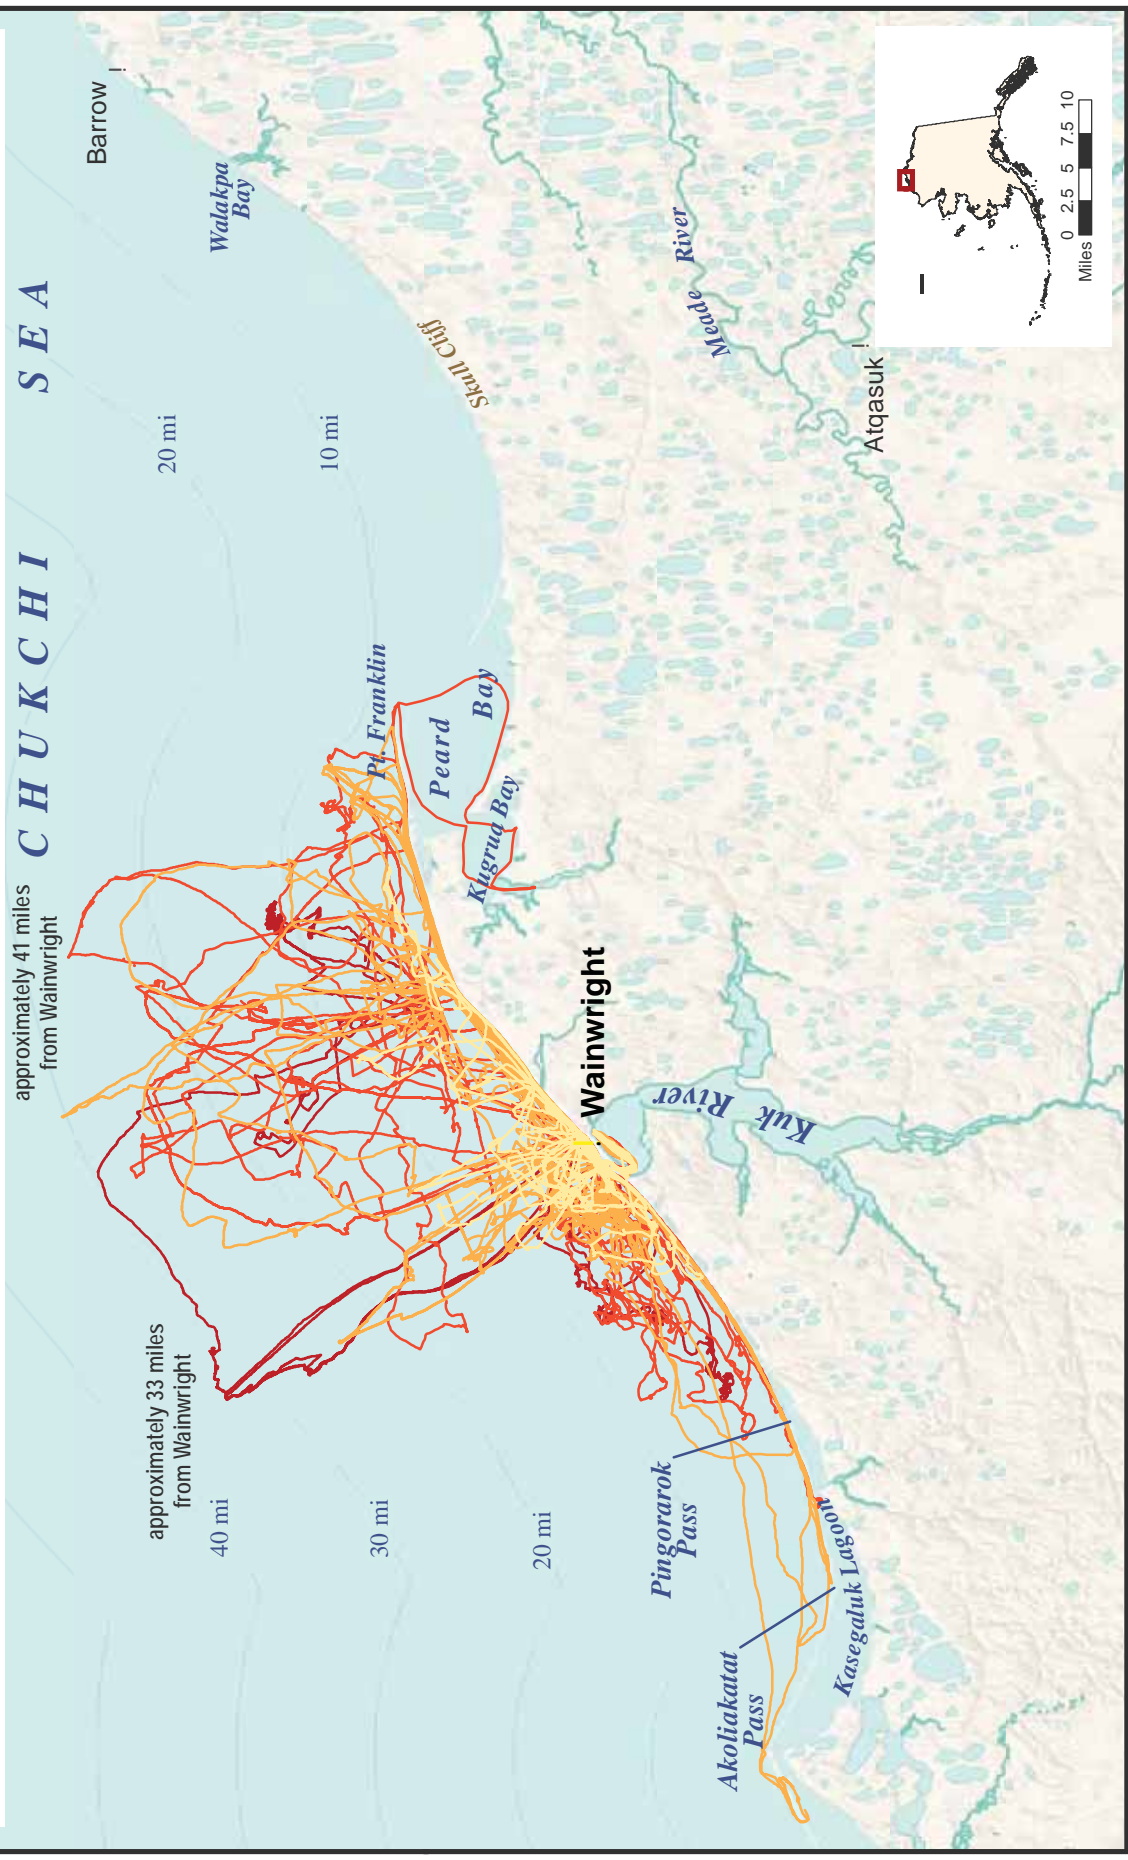 CHUKCHI SEA
approximately 41 miles
from Wainwright
approximately 33 miles
from Wainwright
40 mi
30 mi
20 mi
20 mi
10 mi
Barrow
Walakpa
Bay
Skull Cliff
Pt. Franklin
Peard
Bay
Kugrua Bay
Wainwright
Kuk River
Meade River
Atqasuk
Pingorarok
Pass
Akoliakatat
Pass
Kasegaluk Lagoon
0 2.5 5 7.5 10
Miles